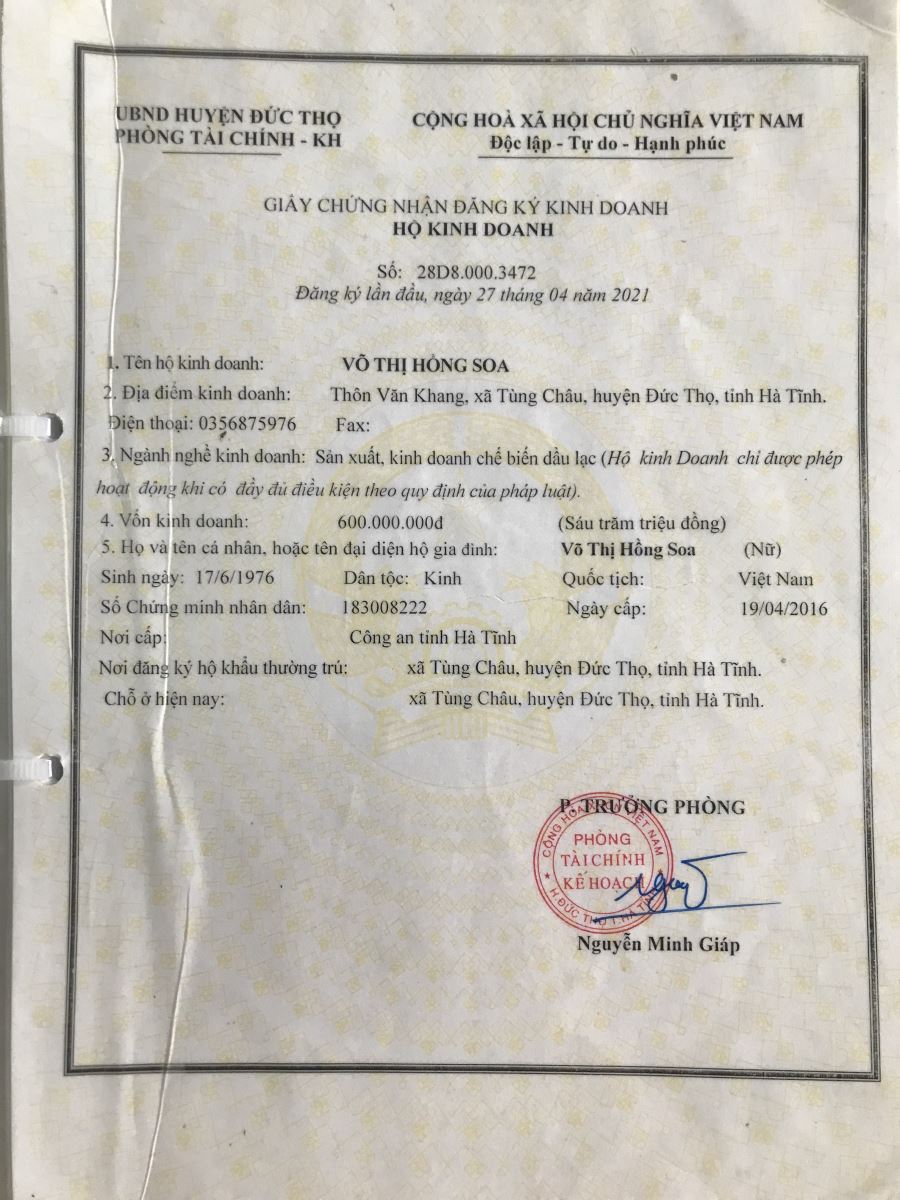 UBND HUYỆN ĐỨC THỌ
PHÒNG TÀI CHÍNH - KH
CỘNG HOÀ XÃ HỘI CHỦ NGHĨA VIỆT NAM
Độc lập - Tự do - Hạnh phúc
GIẤY CHỨNG NHẬN ĐĂNG KÝ KINH DOANH
HỘ KINH DOANH
Số: 28D8.000.3472
Đăng ký lần đầu, ngày 27 tháng 04 năm 2021
1. Tên hộ kinh doanh: VÕ THỊ HỒNG SOA
2. Địa điểm kinh doanh: Thôn Văn Khang, xã Tùng Châu, huyện Đức Thọ, tỉnh Hà Tĩnh.
Điện thoại: 0356875976 Fax:
3. Ngành nghề kinh doanh: Sản xuất, kinh doanh chế biến dầu lạc (Hộ kinh Doanh chỉ được phép
hoạt động khi có đầy đủ điều kiện theo quy định của pháp luật).
4. Vốn kinh doanh: 600.000.000đ (Sáu trăm triệu đồng)
5. Họ và tên cá nhân, hoặc tên đại diện hộ gia đình: Võ Thị Hồng Soa (Nữ)
Sinh ngày: 17/6/1976 Dân tộc: Kinh Quốc tịch: Việt Nam
Số Chứng minh nhân dân: 183008222 Ngày cấp: 19/04/2016
Nơi cấp: Công an tỉnh Hà Tĩnh
Nơi đăng ký hộ khẩu thường trú: xã Tùng Châu, huyện Đức Thọ, tỉnh Hà Tĩnh.
Chỗ ở hiện nay: xã Tùng Châu, huyện Đức Thọ, tỉnh Hà Tĩnh.
P. TRƯỞNG PHÒNG
PHÒNG
TÀI CHÍNH
KẾ HOẠCH
H.ĐỨC THỌ T.HÀ TĨNH
Nguyễn Minh Giáp